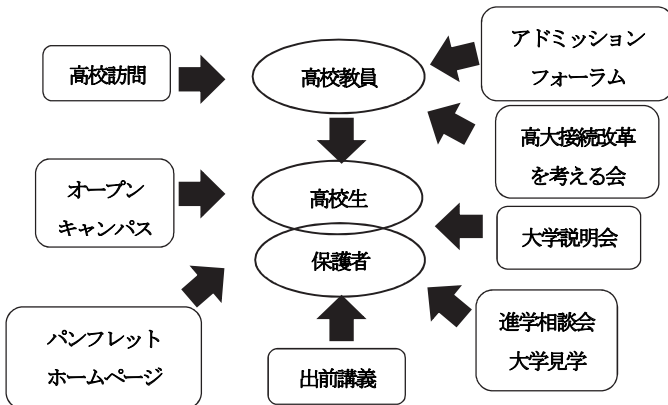 アドミッション
フォーラム
高校訪問
高校教員
高大接続改革
を考える会
オープン
キャンパス
高校生
大学説明会
保護者
パンフレット
ホームページ
出前講義
進学相談会
大学見学